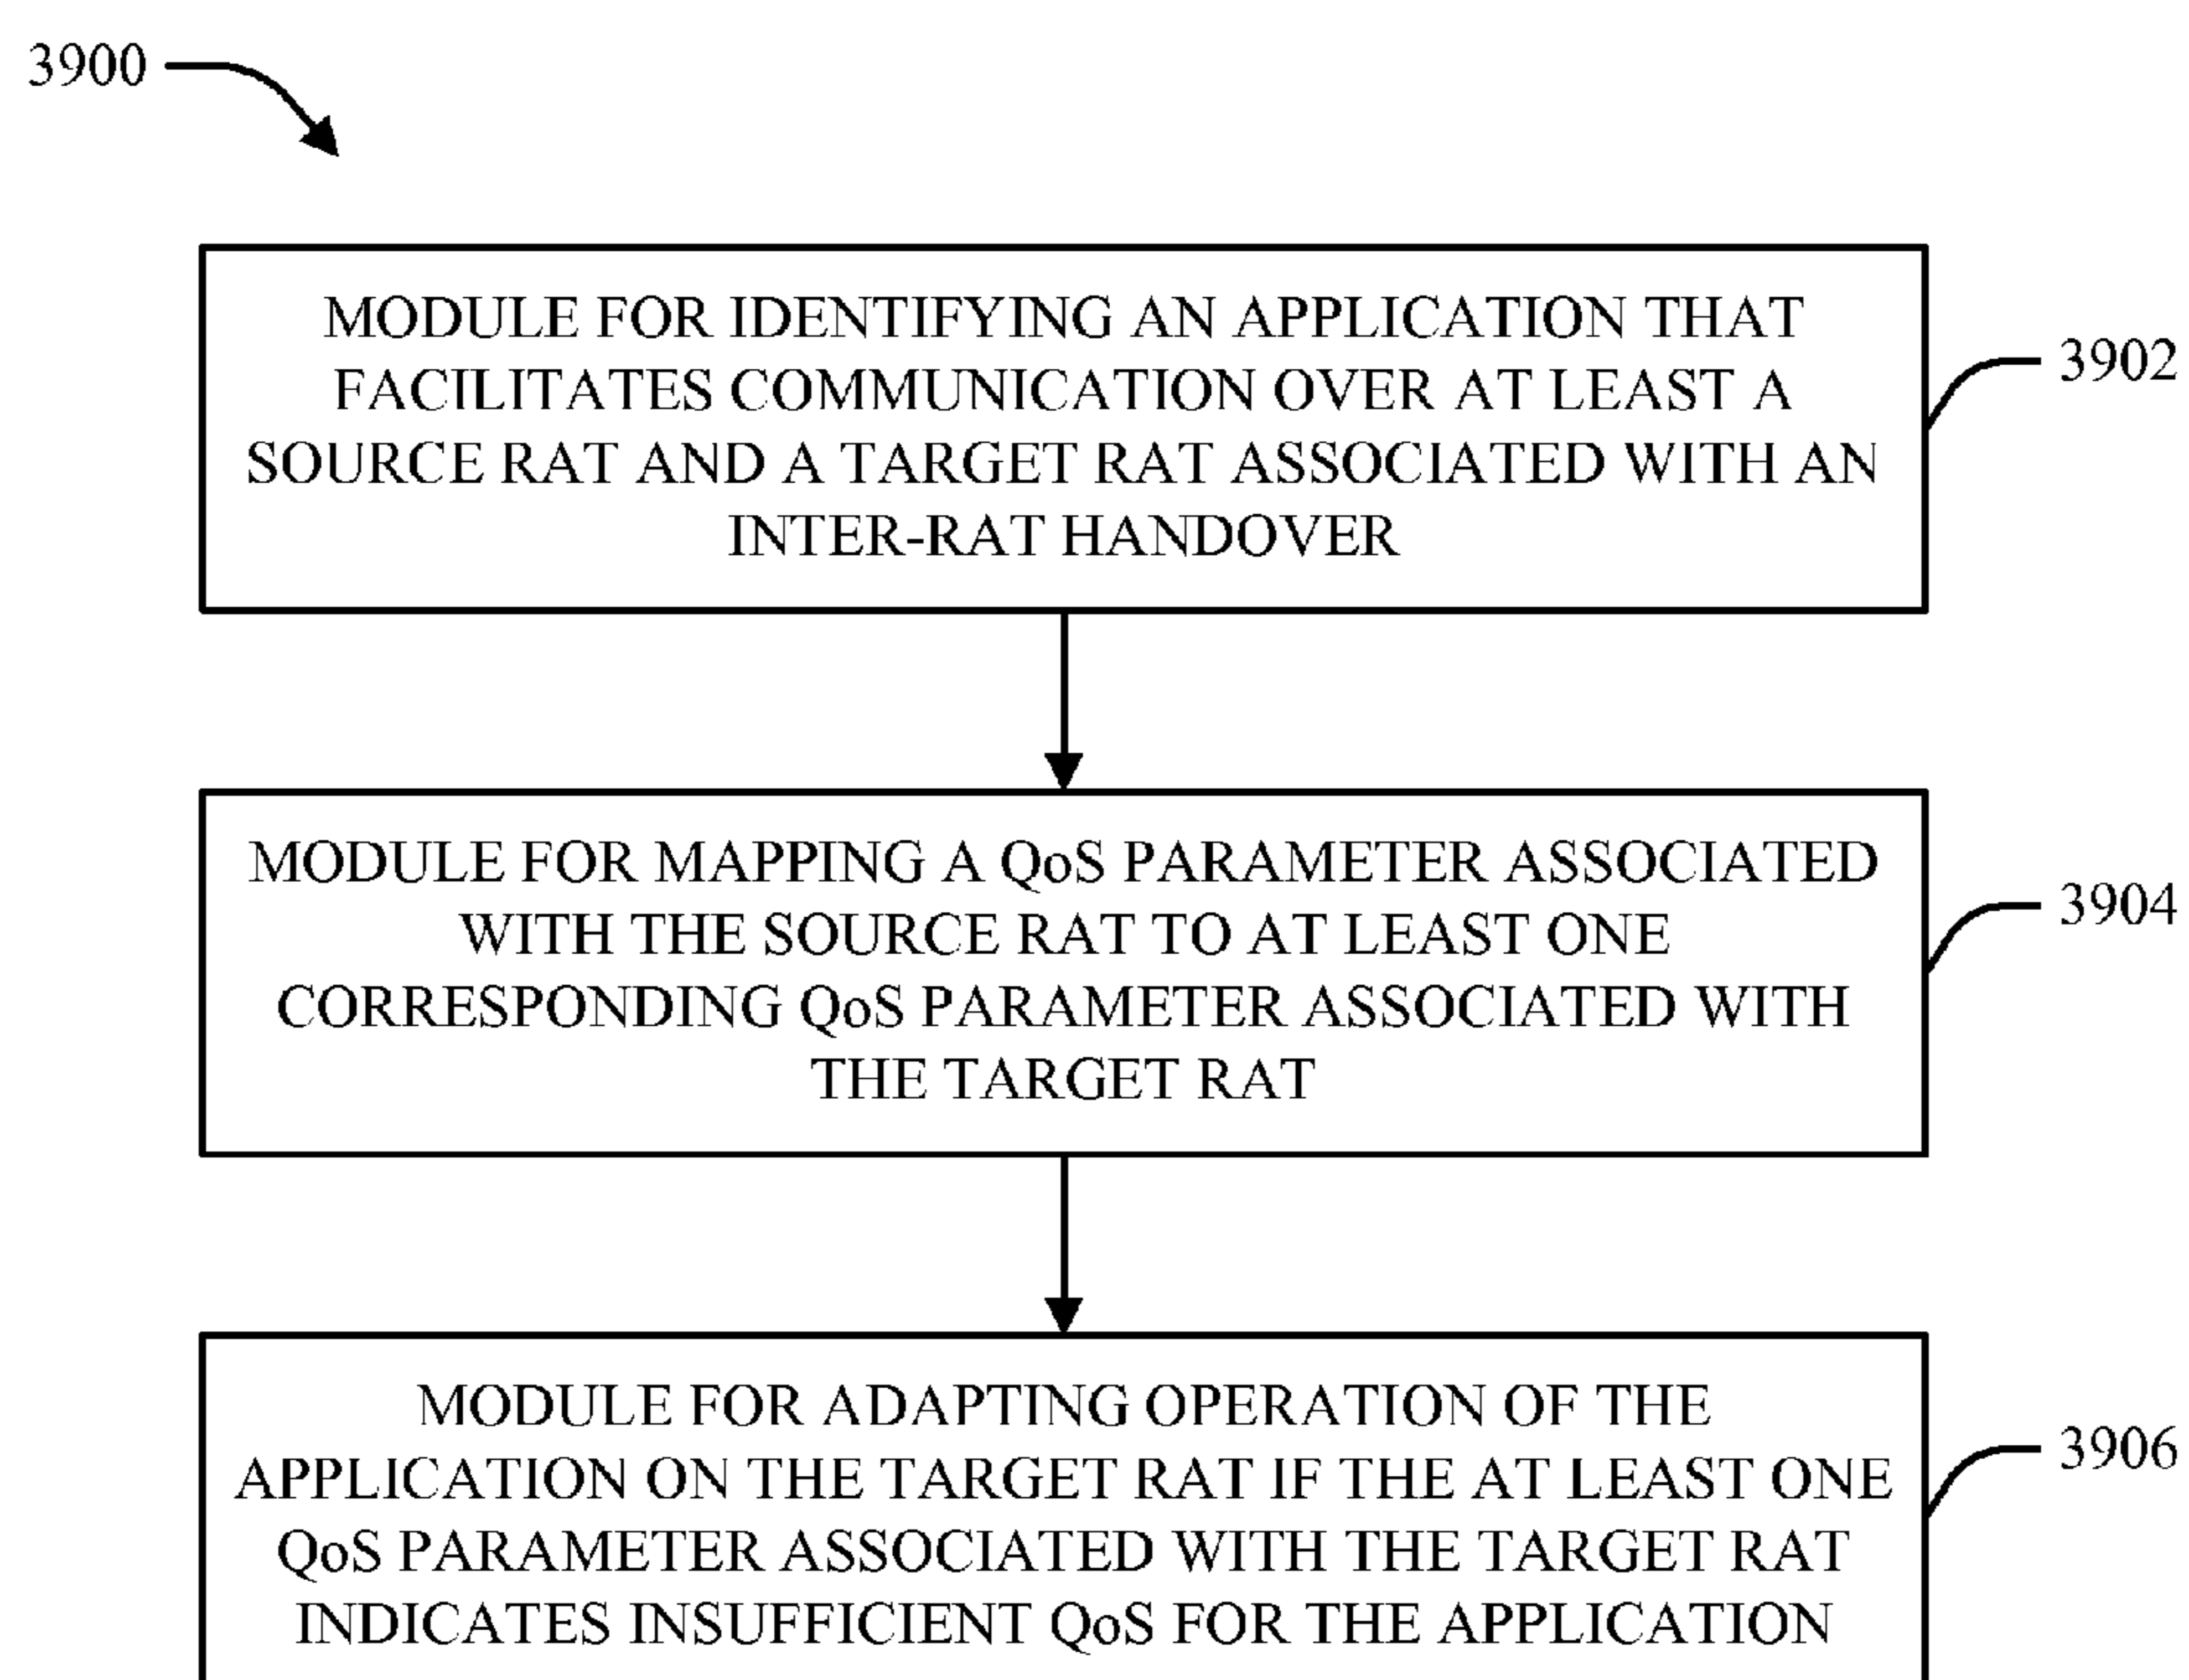 3900
MODULE FOR IDENTIFYING AN APPLICATION THAT
FACILITATES COMMUNICATION OVER AT LEAST A
SOURCE RAT AND A TARGET RAT ASSOCIATED WITH AN
INTER-RAT HANDOVER
3902
MODULE FOR MAPPING A QoS PARAMETER ASSOCIATED
WITH THE SOURCE RAT TO AT LEAST ONE
CORRESPONDING QoS PARAMETER ASSOCIATED WITH
THE TARGET RAT
3904
MODULE FOR ADAPTING OPERATION OF THE
APPLICATION ON THE TARGET RAT IF THE AT LEAST ONE
QoS PARAMETER ASSOCIATED WITH THE TARGET RAT
INDICATES INSUFFICIENT QoS FOR THE APPLICATION
3906